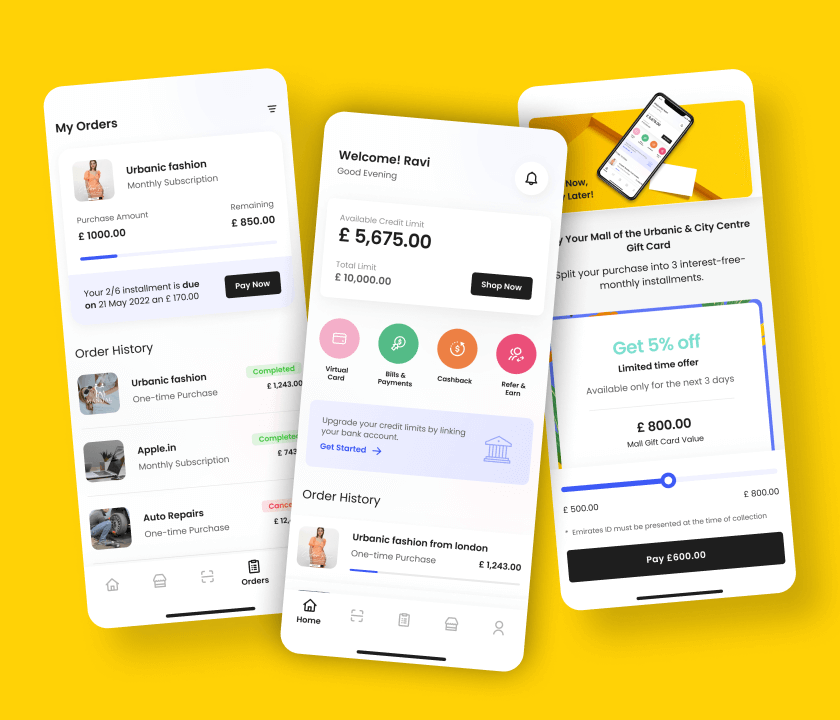 My Orders
Urbanic fashion
Monthly Subscription
Purchase Amount
Remaining
£ 1000.00
£ 850.00
Your 2/6 installment is due
on 21 May 2022 an £ 170.00
Pay Now
Order History
Urbanic fashion
Completed
One-time Purchase
£ 1,243.00
Apple.in
Complete
Monthly Subscription
£ 743
Auto Repairs
Cance
One-time Purchase
£ 12,
Orders
Welcome! Ravi
Good Evening
Available Credit Limit
£ 5,675.00
Total Limit
£ 10,000.00
Shop Now
Virtual
Card
Bills &
Payments
Cashback
Refer &
Earn
Upgrade your credit limits by linking
your bank account.
Get Started
Order History
Urbanic fashion from london
One-time Purchase
£ 1,243.00
Home
Now,
Later!
y Your Mall of the Urbanic & City Centre
Gift Card
Split your purchase into 3 interest-free-
monthly installments.
Get 5% off
Limited time offer
Available only for the next 3 days
£ 800.00
Mall Gift Card Value
£ 500.00
£ 800.00
* Emirates ID must be presented at the time of collection
Pay £600.00